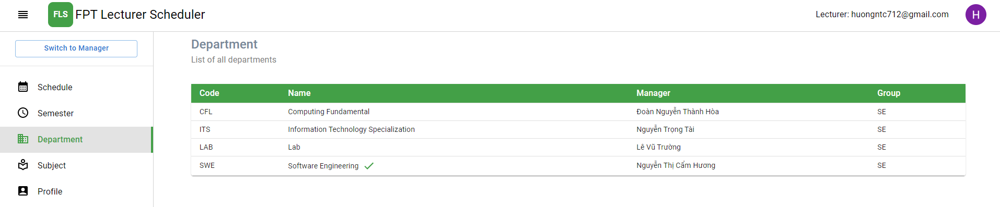 FLS FPT Lecturer Scheduler
Lecturer: huongntc712@gmail.com H
Switch to Manager
Schedule
Semester
Department
Subject
Profile
Department
List of all departments
Code Name Manager Group
CFL Computing Fundamental Đoàn Nguyễn Thành Hòa SE
ITS Information Technology Specialization Nguyễn Trọng Tài SE
LAB Lab Lê Vũ Trường SE
SWE Software Engineering Nguyễn Thị Cẩm Hương SE